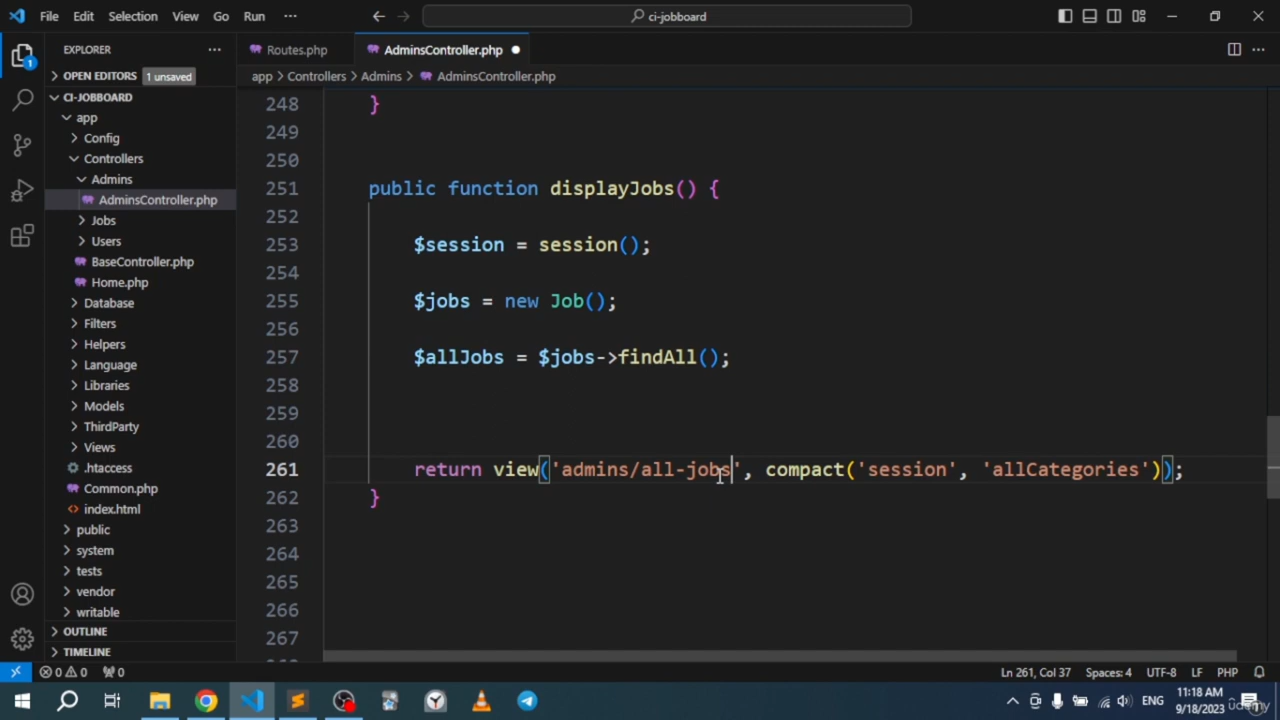 File Edit Selection View Go Run ··· ci-jobboard
EXPLORER ··· Routes.php AdminsController.php
OPEN EDITORS 1 unsaved app > Controllers > Admins > AdminsController.php
CI-JOBBOARD
app
Config
Controllers
Admins
AdminsController.php
Jobs
Users
BaseController.php
Home.php
Database
Filters
Helpers
Language
Libraries
Models
ThirdParty
Views
.htaccess
Common.php
index.html
public
system
tests
vendor
writable
OUTLINE
TIMELINE
248 }
249
250
251 public function displayJobs() {
252
253 $session = session();
254
255 $jobs = new Job();
256
257 $allJobs = $jobs->findAll();
258
259
260
261 return view('admins/all-jobs', compact('session', 'allCategories'));
262 }
263
264
265
266
267
0 0 0 Ln 261, Col 37 Spaces: 4 UTF-8 LF PHP
ENG 11:18 AM
9/18/2023
udemy